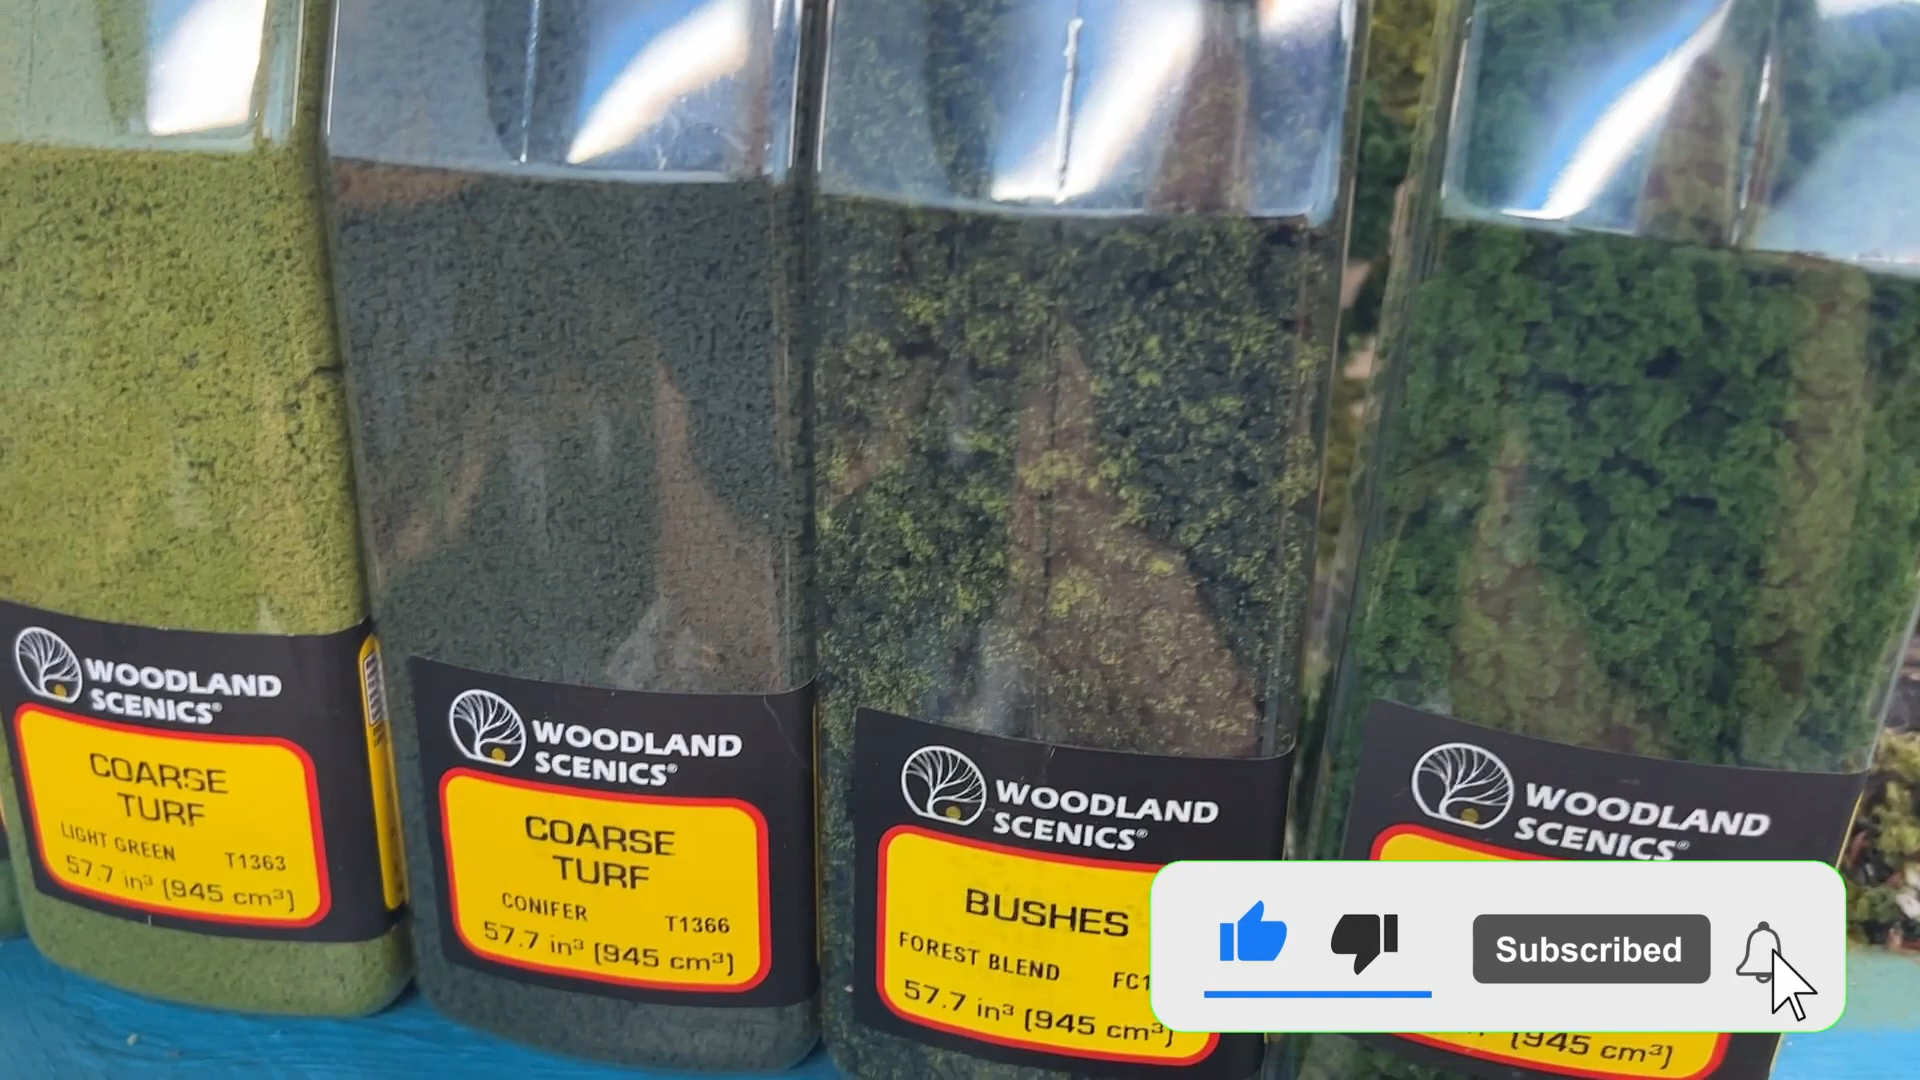 WOODLAND
SCENICS®
COARSE
TURF
LIGHT GREEN T1363
57.7 in³ (945 cm³)
WOODLAND
SCENICS®
COARSE
TURF
CONIFER T1366
57.7 in³ (945 cm³)
WOODLAND
SCENICS®
BUSHES
FOREST BLEND
57.7 in³ (945 cm³)
WOODLAND
SCENICS®
(945 cm³)
Subscribed